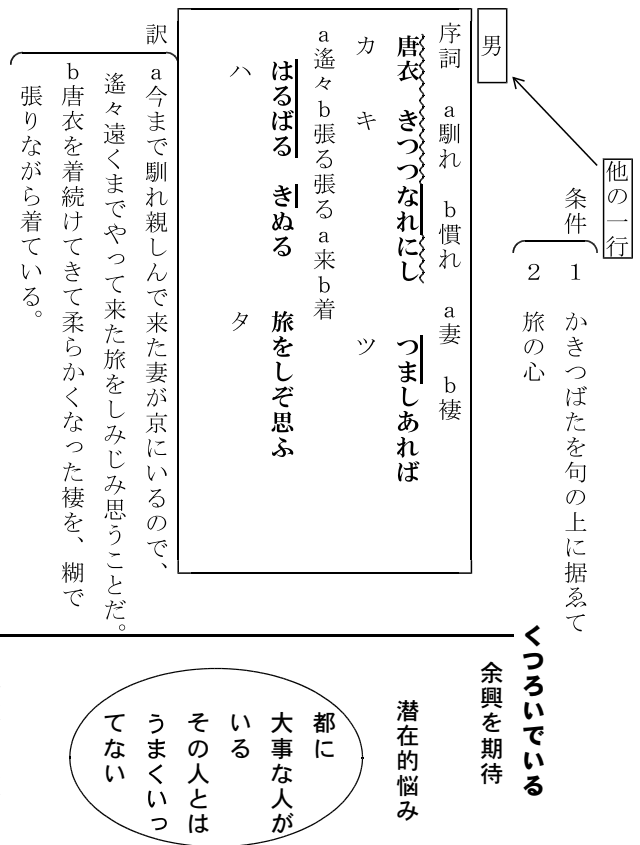 他の一行
条件
1　かきつばたを句の上に据ゑて
2　旅の心
男
序詞　a馴れ　b慣れ　a妻　b褄
唐衣　きつつなれにし　つましあれば
カ　キ　ツ
a遙々b張る張るa来b着
はるばる　きぬる　旅をしぞ思ふ
ハ　タ
訳
a今まで馴れ親しんで来た妻が京にいるので、
遙々遠くまでやって来た旅をしみじみ思うことだ。
b唐衣を着続けてきて柔らかくなった褄を、糊で
張りながら着ている。
くつろいでいる
余興を期待
潜在的悩み
都に
大事な人が
いる
その人とは
うまくいっ
てない